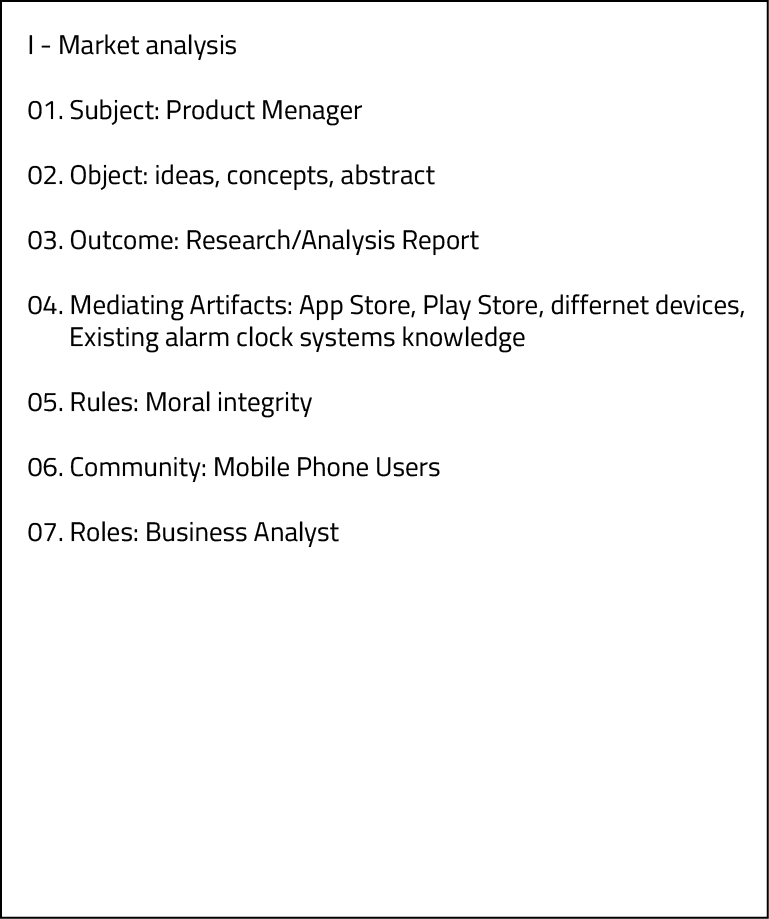 I - Market analysis
01. Subject: Product Menager
02. Object: ideas, concepts, abstract
03. Outcome: Research/Analysis Report
04. Mediating Artifacts: App Store, Play Store, differnet devices,
Existing alarm clock systems knowledge
05. Rules: Moral integrity
06. Community: Mobile Phone Users
07. Roles: Business Analyst